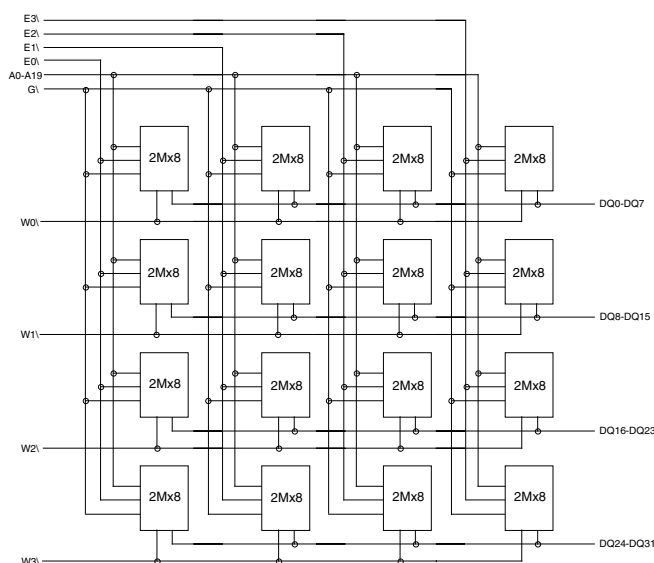 E3\
E2\
E1\
E0\
A0-A19
G\
2Mx8 2Mx8 2Mx8 2Mx8
DQ0-DQ7
W0\
2Mx8 2Mx8 2Mx8 2Mx8
DQ8-DQ15
W1\
2Mx8 2Mx8 2Mx8 2Mx8
DQ16-DQ23
W2\
2Mx8 2Mx8 2Mx8 2Mx8
DQ24-DQ31
W3\